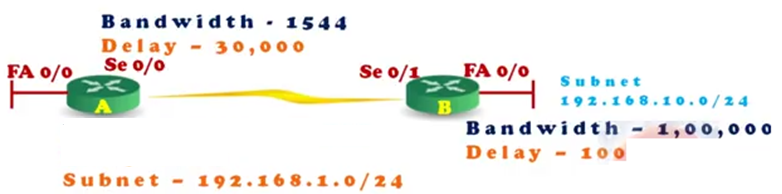 Bandwidth - 1544
Delay - 30,000
FA 0/0
Se 0/0
Se 0/1
FA 0/0
A
B
Subnet
192.168.10.0/24
Bandwidth - 1,00,000
Delay - 100
Subnet - 192.168.1.0/24